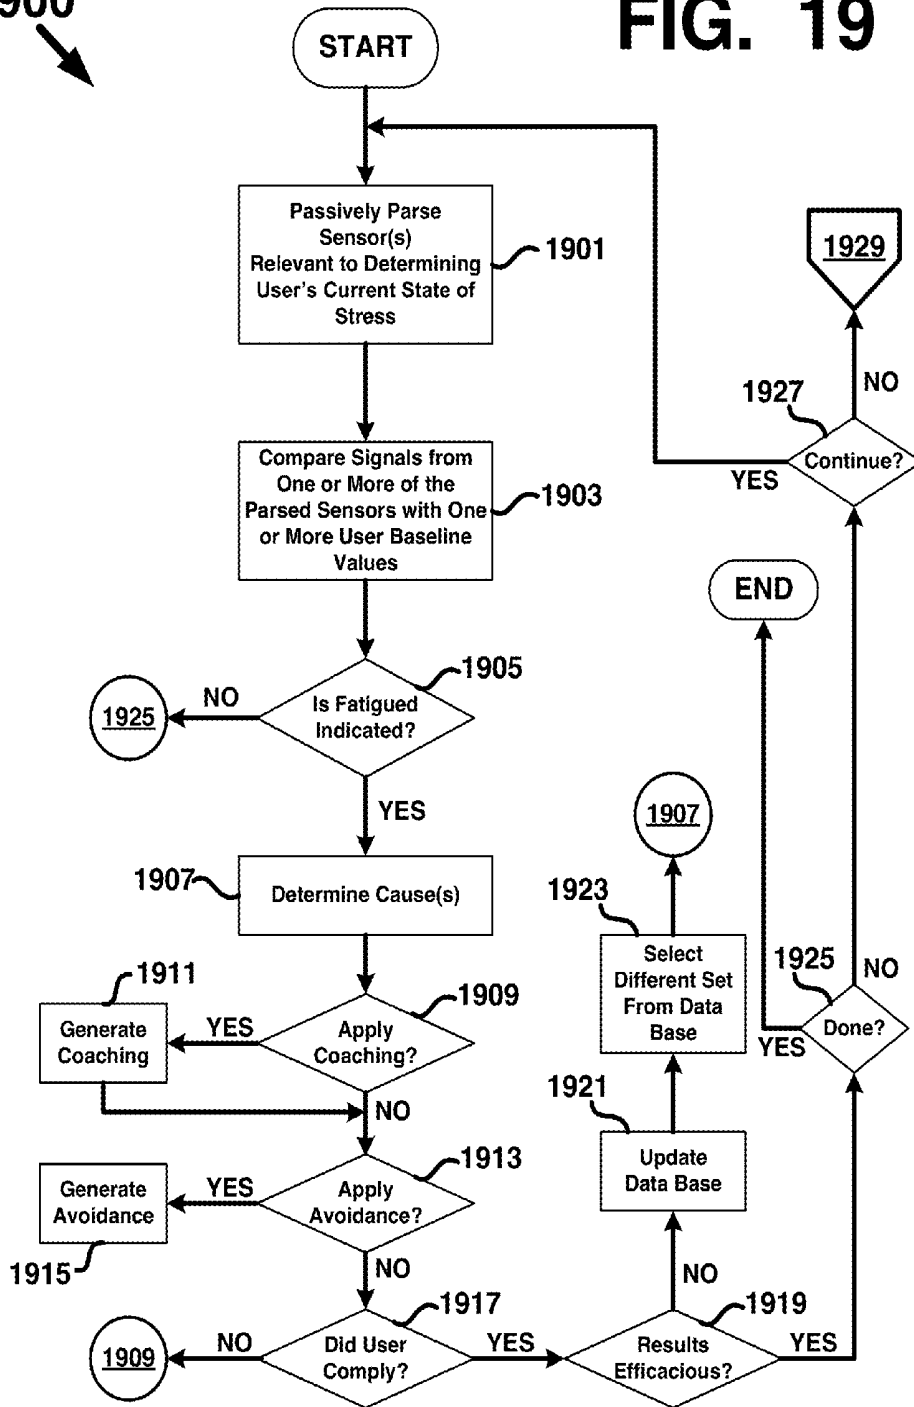 1900
FIG. 19
START
Passively Parse
Sensor(s)
Relevant to Determining
User's Current State of
Stress
1901
1929
NO
1927
Continue?
YES
Compare Signals from
One or More of the
Parsed Sensors with One
or More User Baseline
Values
1903
END
1905
Is Fatigued
Indicated?
NO
1925
YES
1907
1907
Determine Cause(s)
1923
Select
Different Set
From Data
Base
1925
NO
Done?
YES
1911
Generate
Coaching
YES
1909
Apply
Coaching?
NO
1921
Update
Data Base
1913
Generate
Avoidance
YES
Apply
Avoidance?
1915
NO
NO
1917
1919
1909
NO
Did User
Comply?
YES
Results
Efficacious?
YES